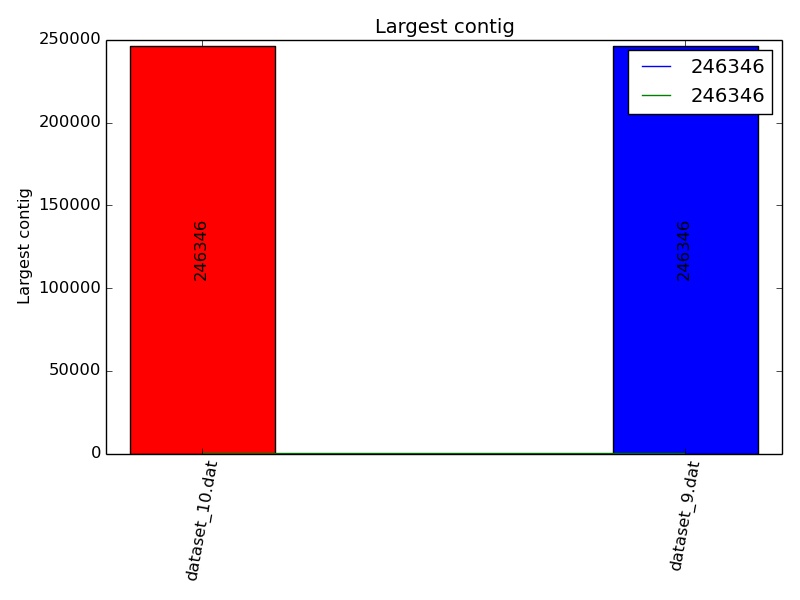 Largest contig
250000
200000
150000
100000
50000
0
Largest contig
246346
246346
246346
246346
dataset_10.dat
dataset_9.dat